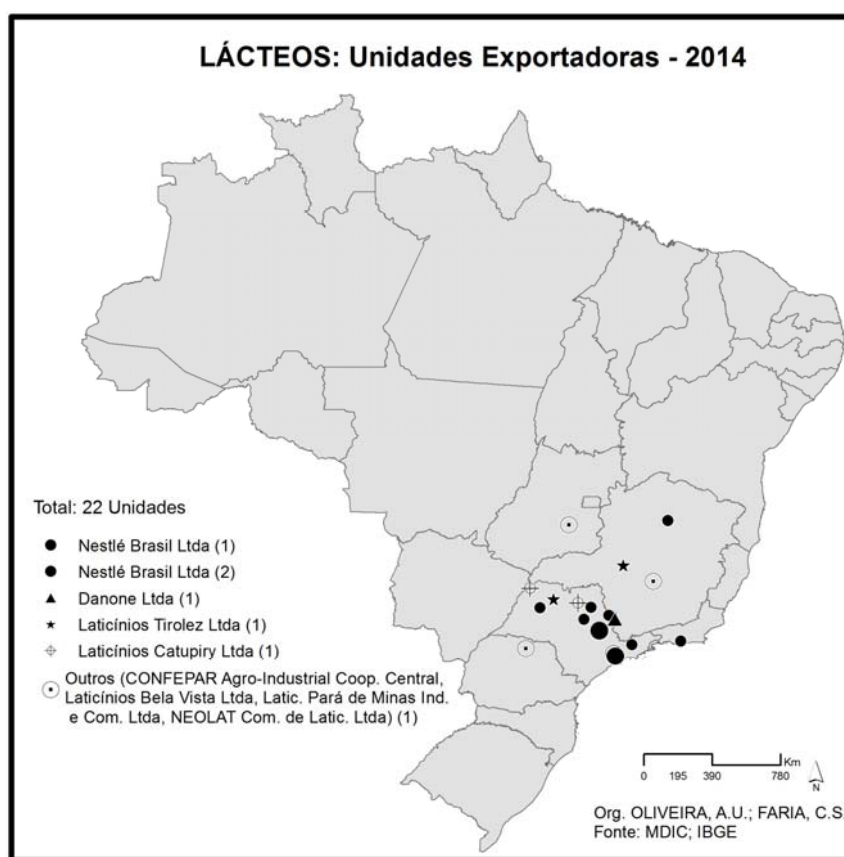 LÁCTEOS: Unidades Exportadoras - 2014
Total: 22 Unidades
Nestlé Brasil Ltda (1)
Nestlé Brasil Ltda (2)
Danone Ltda (1)
Laticínios Tirolez Ltda (1)
Laticínios Catupiry Ltda (1)
Outros (CONFEPAR Agro-Industrial Coop. Central,
Laticínios Bela Vista Ltda, Latic. Pará de Minas Ind.
e Com. Ltda, NEOLAT Com. de Latic. Ltda) (1)
Km
0 195 390 780
N
Org. OLIVEIRA, A.U.; FARIA, C.S.
Fonte: MDIC; IBGE